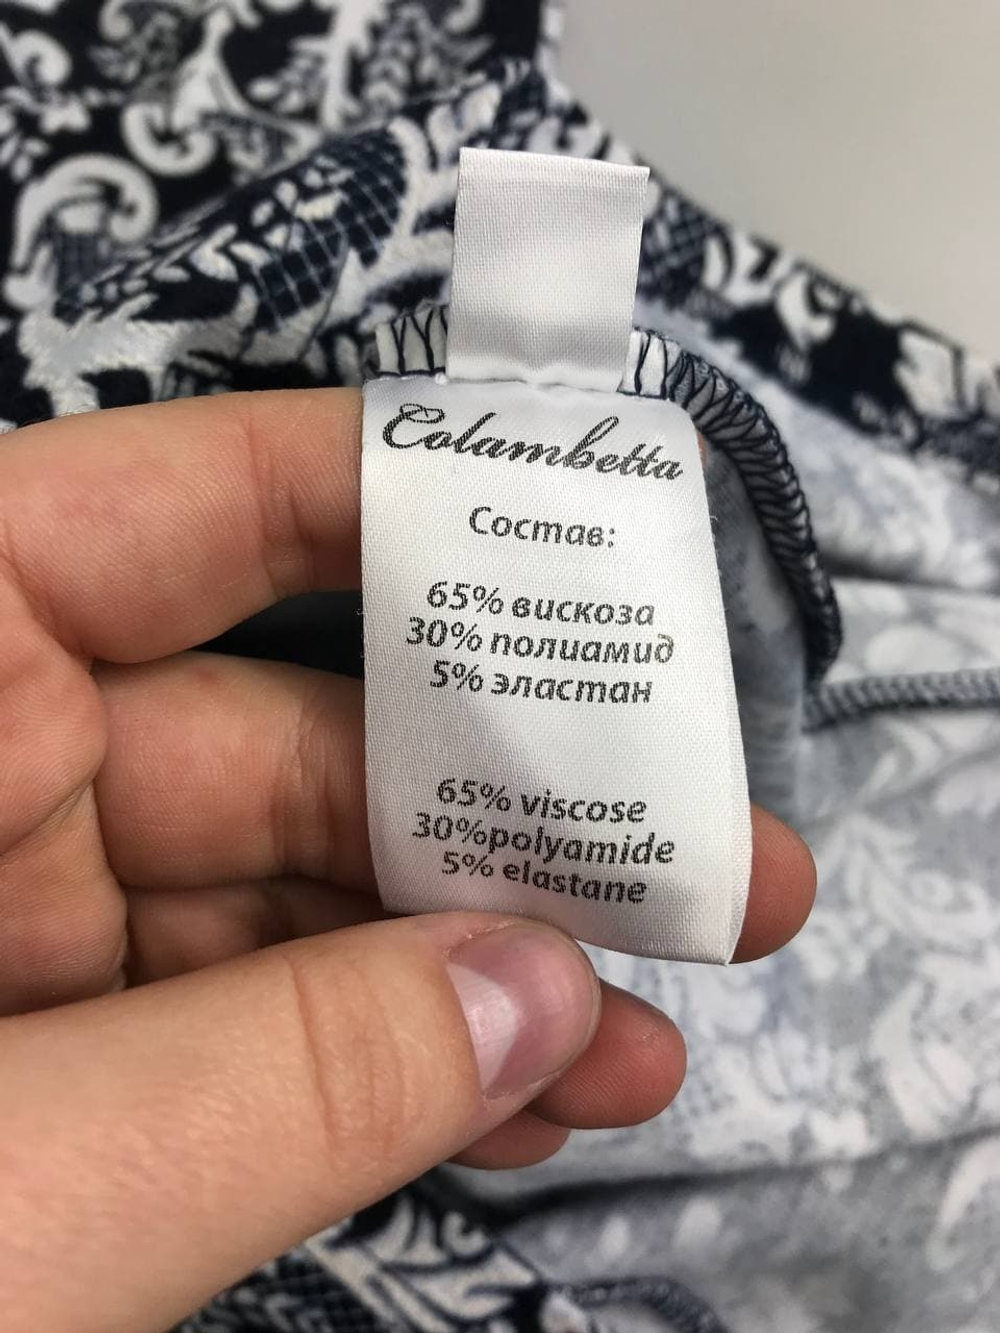 Colambetta
Состав:
65% вискоза
30% полиамид
5% эластан
65% viscose
30%polyamide
5% elastane